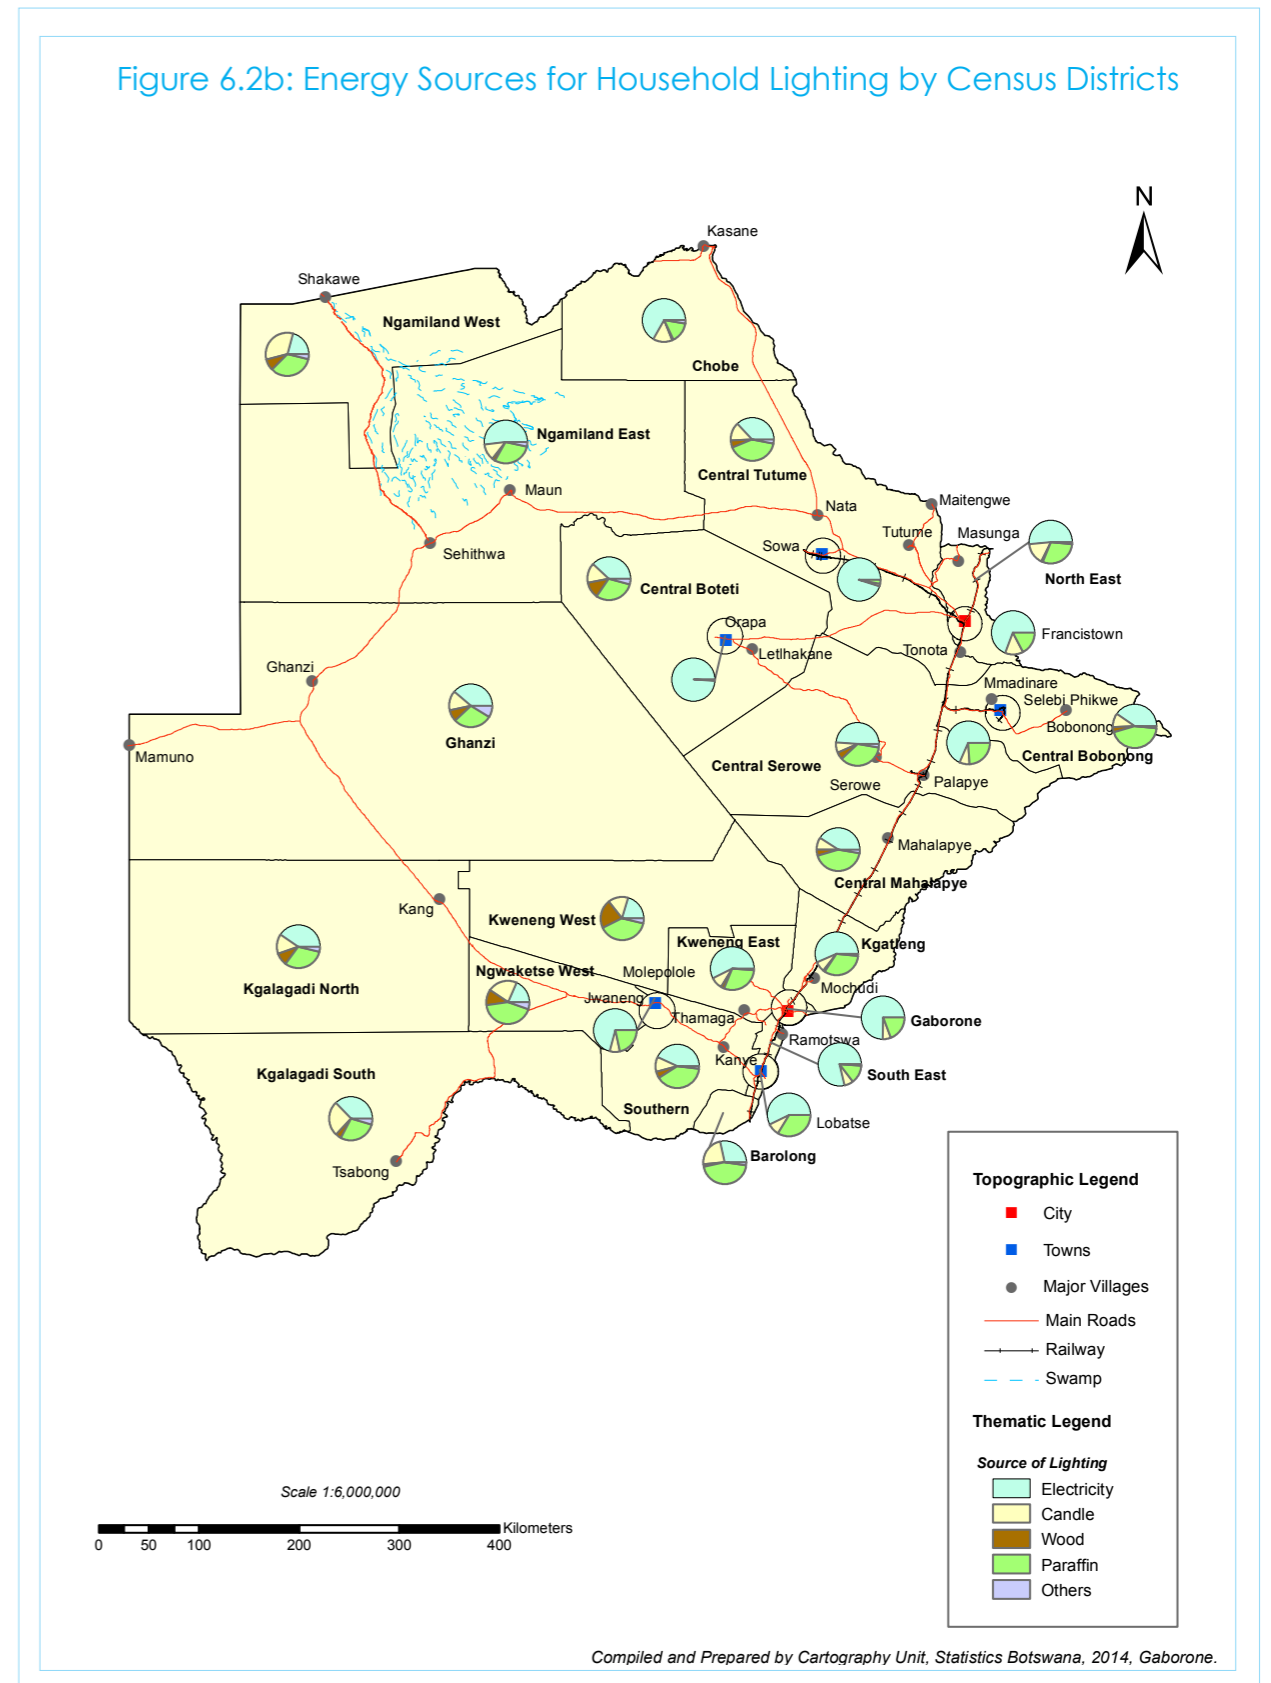 Figure 6.2b: Energy Sources for Household Lighting by Census Districts
N
Kasane
Shakawe
Ngamiland West
Chobe
Ngamiland East
Central Tutume
Maun
Nata
Maitengwe
Tutume
Masunga
Sowa
Sehithwa
North East
Central Boteti
Orapa
Francistown
Letlhakane
Tonota
Ghanzi
Mmadinare
Selebi Phikwe
Bobonong
Ghanzi
Mamuno
Central Serowe
Central Bobonong
Serowe
Palapye
Mahalapye
Central Mahalapye
Kang
Kweneng West
Kweneng East
Kgatleng
Ngwaketse West
Molepolole
Kgalagadi North
Jwaneng
Mochudi
Thamaga
Gaborone
Ramotswa
Kanye
South East
Kgalagadi South
Southern
Lobatse
Barolong
Tsabong
Topographic Legend
City
Towns
Major Villages
Main Roads
Railway
Swamp
Thematic Legend
Source of Lighting
Electricity
Candle
Wood
Paraffin
Others
Scale 1:6,000,000
Kilometers
0 50 100 200 300 400
Compiled and Prepared by Cartography Unit, Statistics Botswana, 2014, Gaborone.